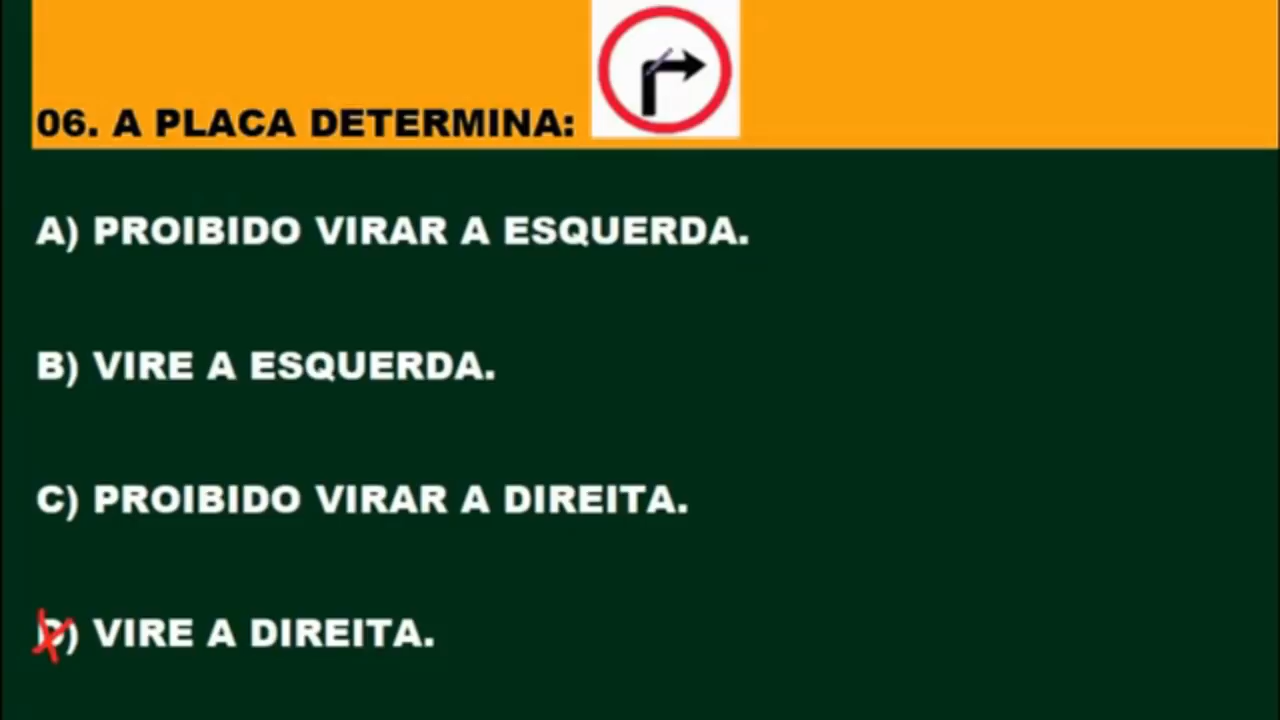 06. A PLACA DETERMINA:
A) PROIBIDO VIRAR A ESQUERDA.
B) VIRE A ESQUERDA.
C) PROIBIDO VIRAR A DIREITA.
D) VIRE A DIREITA.